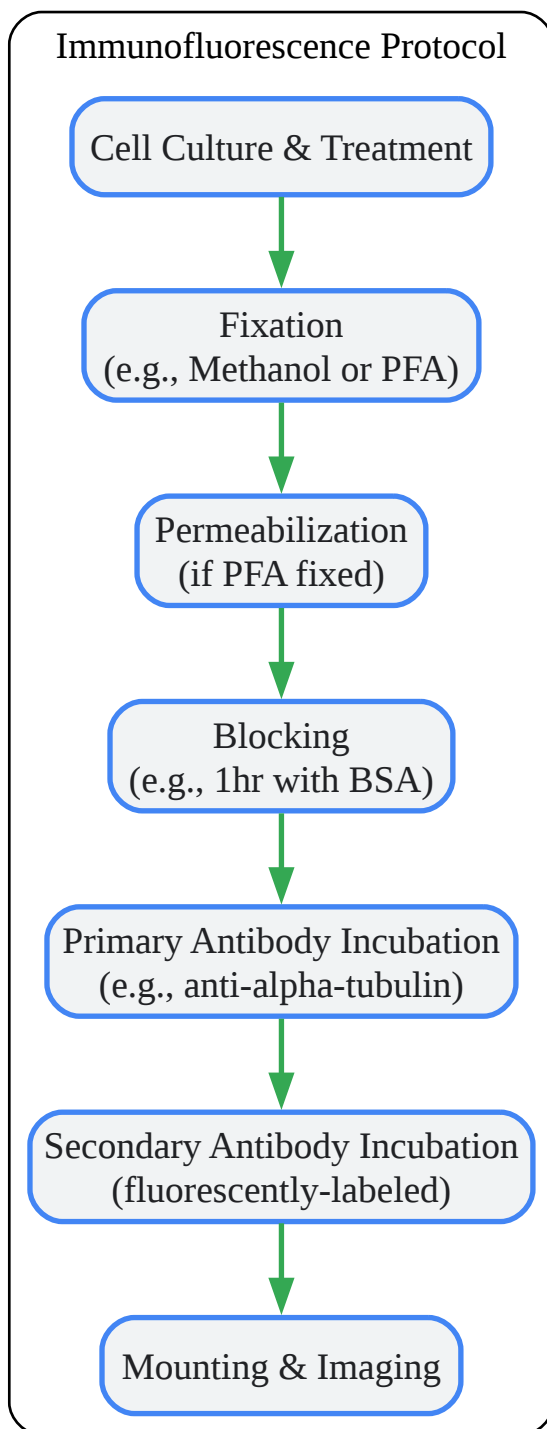 Immunofluorescence Protocol
Cell Culture & Treatment
Fixation
(e.g., Methanol or PFA)
Permeabilization
(if PFA fixed)
Blocking
(e.g., 1hr with BSA)
Primary Antibody Incubation
(e.g., anti-alpha-tubulin)
Secondary Antibody Incubation
(fluorescently-labeled)
Mounting & Imaging